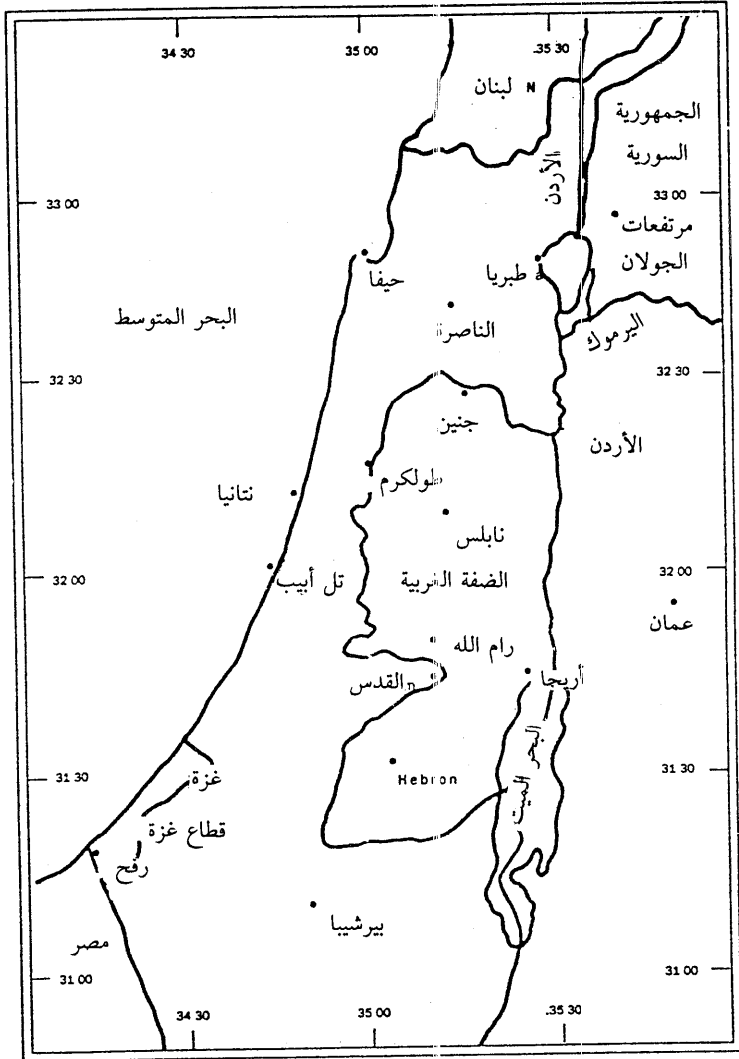 34 30
35 00
35 30
لبنان N
الجمهورية
السورية
الأردن
33 00
33 00
مرتفعات
الجولان
طبريا
حيفا
البحر المتوسط
الناصرة
اليرموك
32 30
32 30
جنين
الأردن
طولكرم
نتانيا
نابلس
32 00
تل أبيب
الضفة الغربية
32 00
عمان
رام الله
القدس
أريحا
البحر الميت
31 30
غزة
Hebron
31 30
قطاع غزة
رفح
بيرشيبا
مصر
31 00
31 00
34 30
35 00
35 30